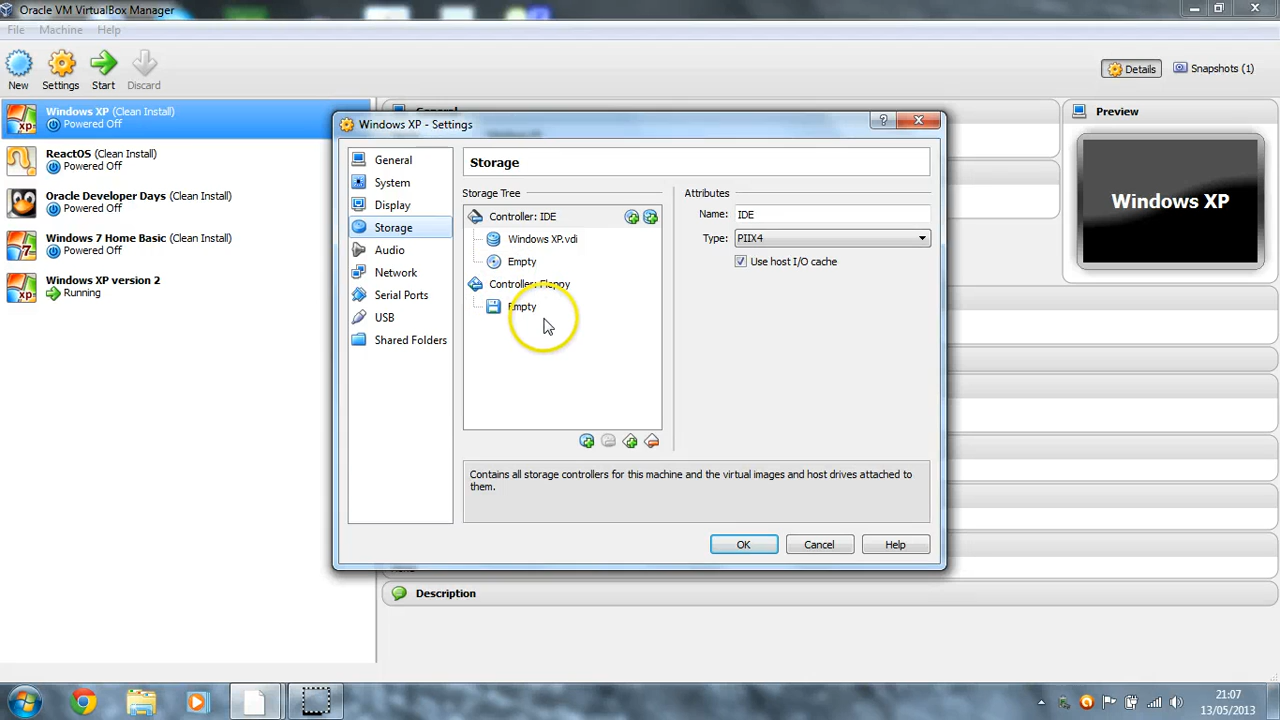 Oracle VM VirtualBox Manager
File Machine Help
New Settings Start Discard
Details Snapshots (1)
Windows XP (Clean Install)
Powered Off
ReactOS (Clean Install)
Powered Off
Oracle Developer Days (Clean Install)
Powered Off
Windows 7 Home Basic (Clean Install)
Powered Off
Windows XP version 2
Running
General
Preview
Windows XP
Windows XP - Settings
General
System
Display
Storage
Audio
Network
Serial Ports
USB
Shared Folders
Storage
Storage Tree
Controller: IDE
Windows XP.vdi
Empty
Controller: Floppy
Empty
Attributes
Name: IDE
Type: PIIX4
Use host I/O cache
Contains all storage controllers for this machine and the virtual images and host drives attached to
them.
OK Cancel Help
Description
21:07
13/05/2013